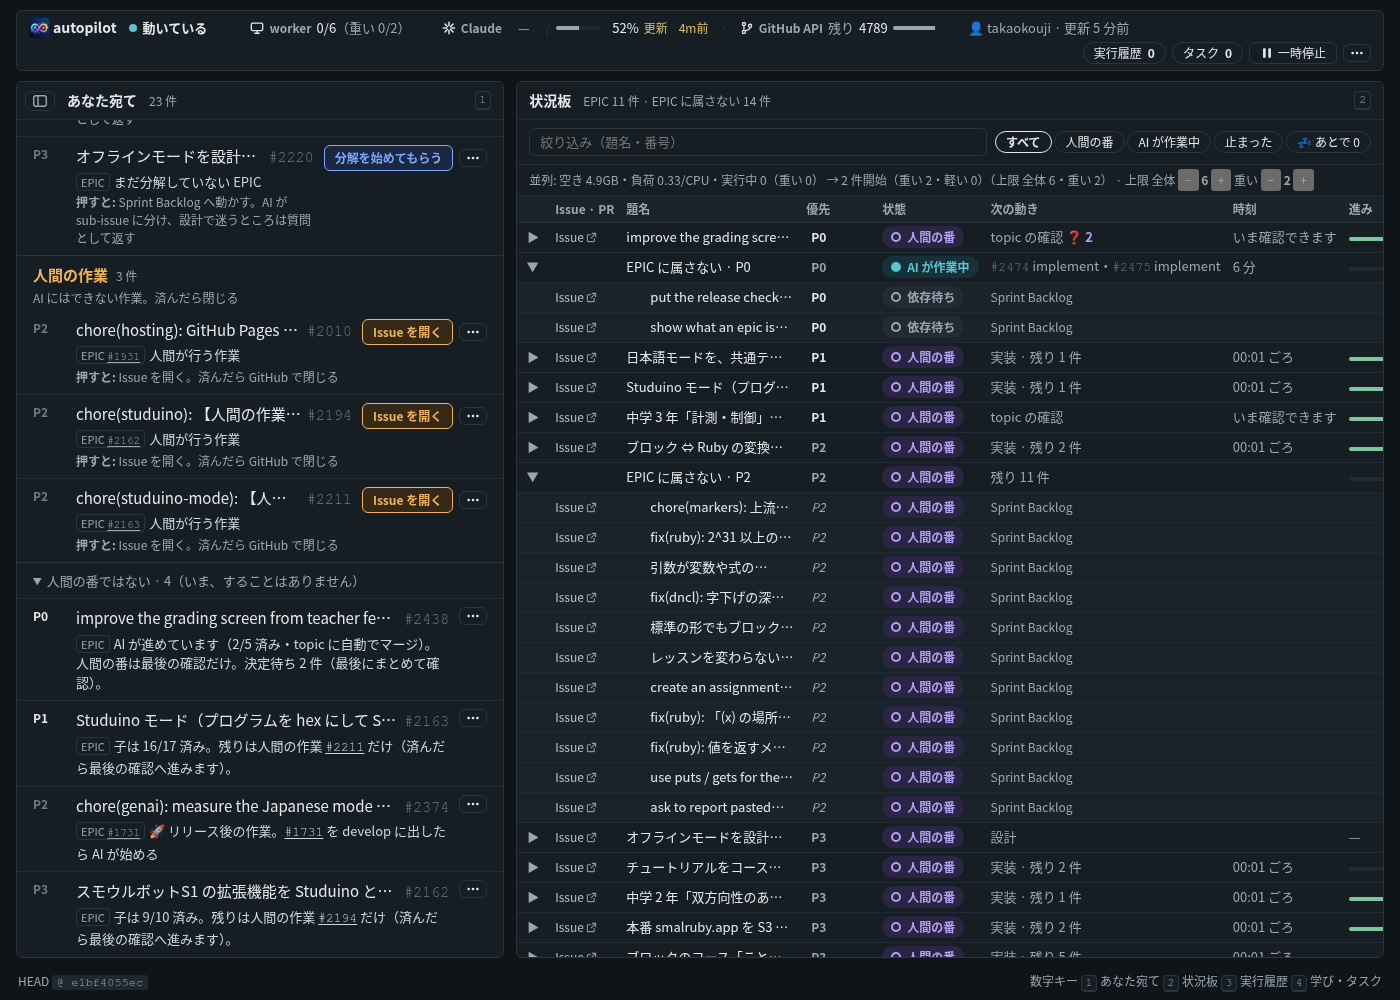 autopilot 動いている · worker 0/6（重い 0/2） · Claude — 52% 更新 4m前 · GitHub API 残り 4789 · takaokouji · 更新 5 分前
実行履歴 0 タスク 0 一時停止 ···
あなた宛て 23 件 1
として返す
P3 オフラインモードを設計… #2220 分解を始めてもらう ···
EPIC まだ分解していない EPIC
押すと: Sprint Backlog へ動かす。AI が
sub-issue に分け、設計で迷うところは質問
として返す
人間の作業 3 件
AI にはできない作業。済んだら閉じる
P2 chore(hosting): GitHub Pages … #2010 Issue を開く ···
EPIC #1931 人間が行う作業
押すと: Issue を開く。済んだら GitHub で閉じる
P2 chore(studuino): 【人間の作業… #2194 Issue を開く ···
EPIC #2162 人間が行う作業
押すと: Issue を開く。済んだら GitHub で閉じる
P2 chore(studuino-mode): 【人… #2211 Issue を開く ···
EPIC #2163 人間が行う作業
押すと: Issue を開く。済んだら GitHub で閉じる
▼ 人間の番ではない · 4（いま、することはありません）
P0 improve the grading screen from teacher fe… #2438 ···
EPIC AI が進めています（2/5 済み・topic に自動でマージ）。
人間の番は最後の確認だけ。決定待ち 2 件（最後にまとめて確
認）。
P1 Studuino モード（プログラムを hex にして S… #2163 ···
EPIC 子は 16/17 済み。残りは人間の作業 #2211 だけ（済んだ
ら最後の確認へ進みます）。
P2 chore(genai): measure the Japanese mode … #2374 ···
EPIC #1731 🚀 リリース後の作業。#1731 を develop に出した
ら AI が始める
P3 スモウルボットS1 の拡張機能を Studuino と… #2162 ···
EPIC 子は 9/10 済み。残りは人間の作業 #2194 だけ（済んだ
ら最後の確認へ進みます）。
状況板 EPIC 11 件 · EPIC に属さない 14 件 2
絞り込み（題名・番号） すべて 人間の番 AI が作業中 止まった 💤 あとで 0
並列: 空き 4.9GB・負荷 0.33/CPU・実行中 0（重い 0） → 2 件開始（重い 2・軽い 0）（上限 全体 6・重い 2） · 上限 全体 − 6 + 重い − 2 +
Issue · PR 題名 優先 状態 次の動き 時刻 進み
▶ Issue improve the grading scre… P0 人間の番 topic の確認 ❓ 2 いま確認できます
▼ EPIC に属さない · P0 P0 AI が作業中 #2474 implement・#2475 implement 6 分
Issue put the release check… P0 依存待ち Sprint Backlog
Issue show what an epic is… P0 依存待ち Sprint Backlog
▶ Issue 日本語モードを、共通テ… P1 人間の番 実装 · 残り 1 件 00:01 ごろ
▶ Issue Studuino モード（プログ… P1 人間の番 実装 · 残り 1 件 00:01 ごろ
▶ Issue 中学 3 年「計測・制御」… P1 人間の番 topic の確認 いま確認できます
▶ Issue ブロック ⇔ Ruby の変換… P2 人間の番 実装 · 残り 2 件 00:01 ごろ
▼ EPIC に属さない · P2 P2 人間の番 残り 11 件
Issue chore(markers): 上流… P2 人間の番 Sprint Backlog
Issue fix(ruby): 2^31 以上の… P2 人間の番 Sprint Backlog
Issue 引数が変数や式の… P2 人間の番 Sprint Backlog
Issue fix(dncl): 字下げの深… P2 人間の番 Sprint Backlog
Issue 標準の形でもブロック… P2 人間の番 Sprint Backlog
Issue レッスンを変わらない… P2 人間の番 Sprint Backlog
Issue create an assignment… P2 人間の番 Sprint Backlog
Issue fix(ruby): 「(x) の場所… P2 人間の番 Sprint Backlog
Issue fix(ruby): 値を返すメ… P2 人間の番 Sprint Backlog
Issue use puts / gets for the… P2 人間の番 Sprint Backlog
Issue ask to report pasted… P2 人間の番 Sprint Backlog
▶ Issue オフラインモードを設計… P3 人間の番 設計 —
▶ Issue チュートリアルをコース… P3 人間の番 実装 · 残り 2 件 00:01 ごろ
▶ Issue 中学 2 年「双方向性のあ… P3 人間の番 実装 · 残り 1 件 00:01 ごろ
▶ Issue 本番 smalruby.app を S3 … P3 人間の番 実装 · 残り 2 件 00:01 ごろ
▶ Issue ブロックのコース「こと… P3 人間の番 実装 · 残り 5 件 00:01 ごろ
HEAD @ e1bf4055ec
数字キー 1 あなた宛て 2 状況板 3 実行履歴 4 学び・タスク